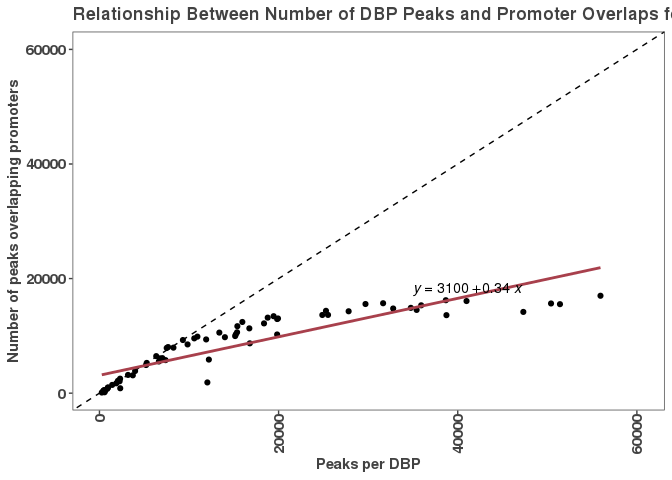 Relationship Between Number of DBP Peaks and Promoter Overlaps
Number of peaks overlapping promoters
60000
40000
20000
0
y = 3100 +0.34 x
0
20000
40000
60000
Peaks per DBP